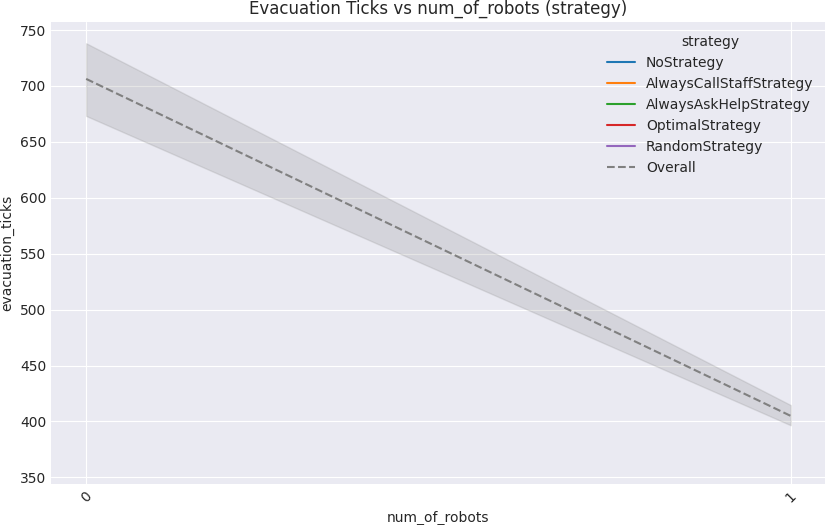 Evacuation Ticks vs num_of_robots (strategy)
strategy
NoStrategy
AlwaysCallStaffStrategy
AlwaysAskHelpStrategy
OptimalStrategy
RandomStrategy
Overall
evacuation_ticks
750
700
650
600
550
500
450
400
350
0
1
num_of_robots